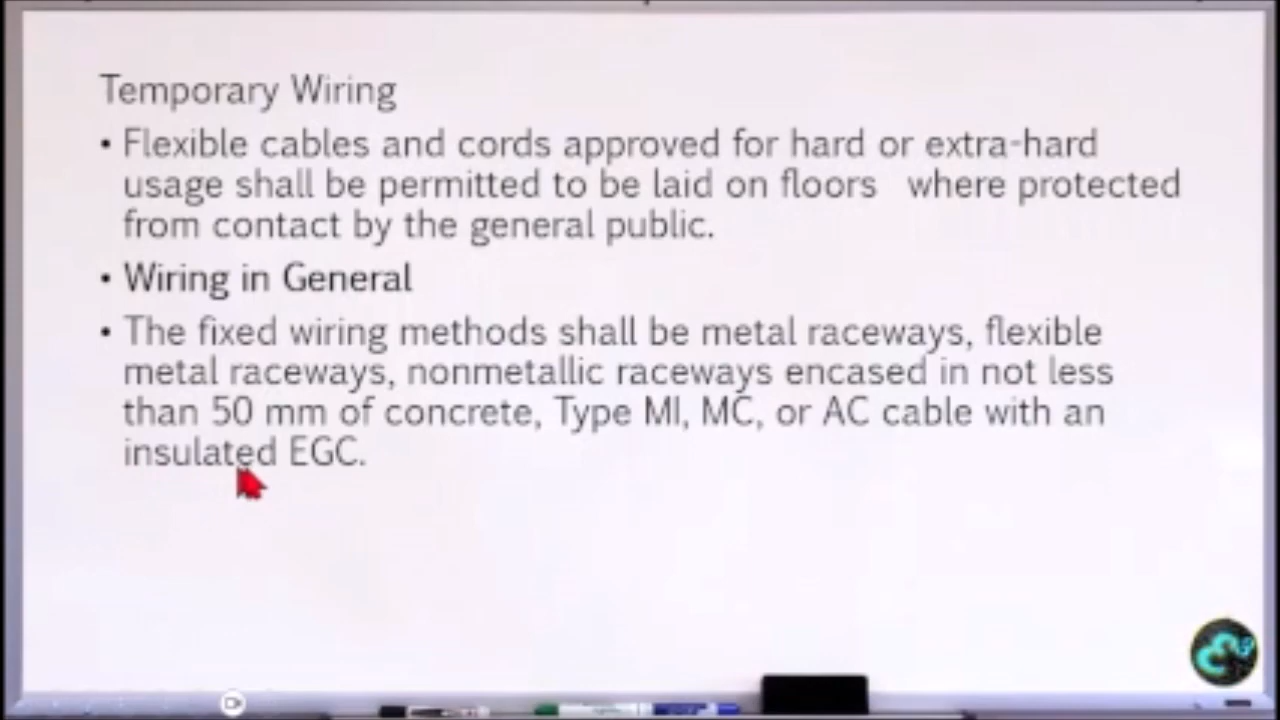 Temporary Wiring
• Flexible cables and cords approved for hard or extra-hard
usage shall be permitted to be laid on floors where protected
from contact by the general public.
• Wiring in General
• The fixed wiring methods shall be metal raceways, flexible
metal raceways, nonmetallic raceways encased in not less
than 50 mm of concrete, Type MI, MC, or AC cable with an
insulated EGC.